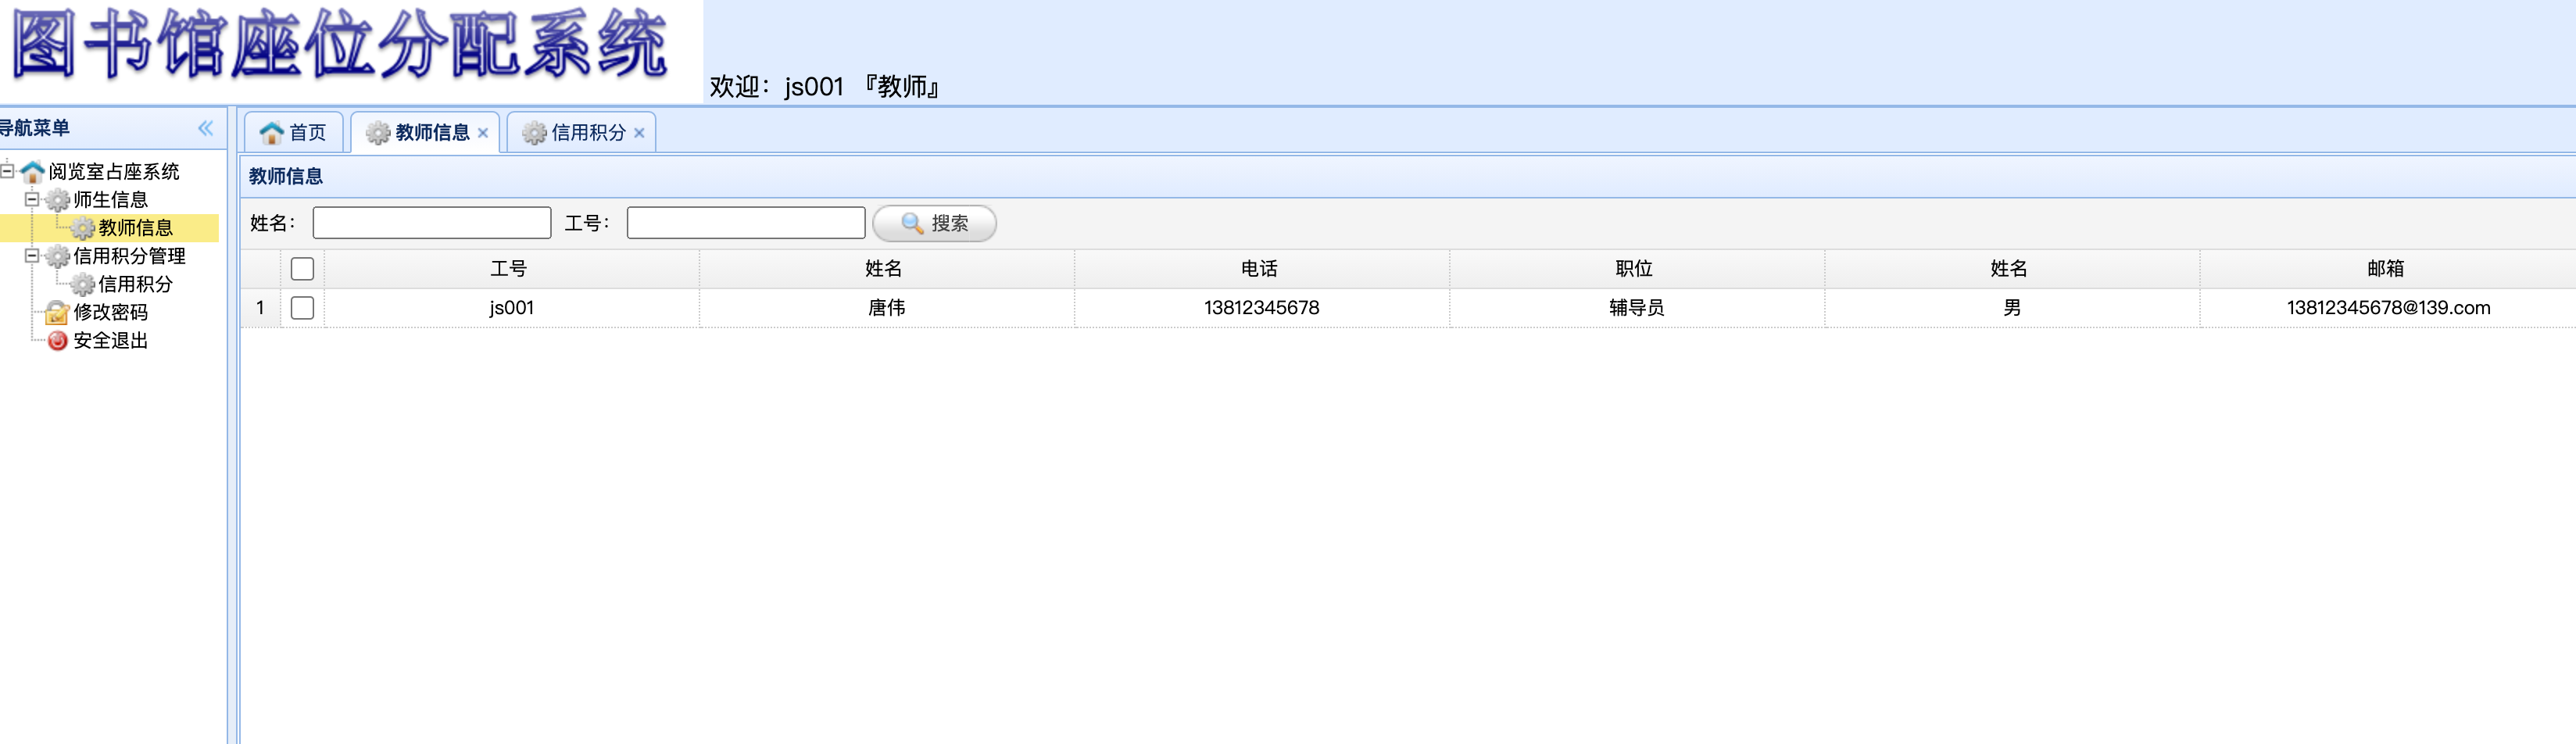 图书馆座位分配系统
欢迎：js001 『教师』
导航菜单
首页 教师信息 信用积分
阅览室占座系统
师生信息
教师信息
信用积分管理
信用积分
修改密码
安全退出
教师信息
姓名： 工号： 搜索
工号 姓名 电话 职位 姓名 邮箱
1 js001 唐伟 13812345678 辅导员 男 13812345678@139.com